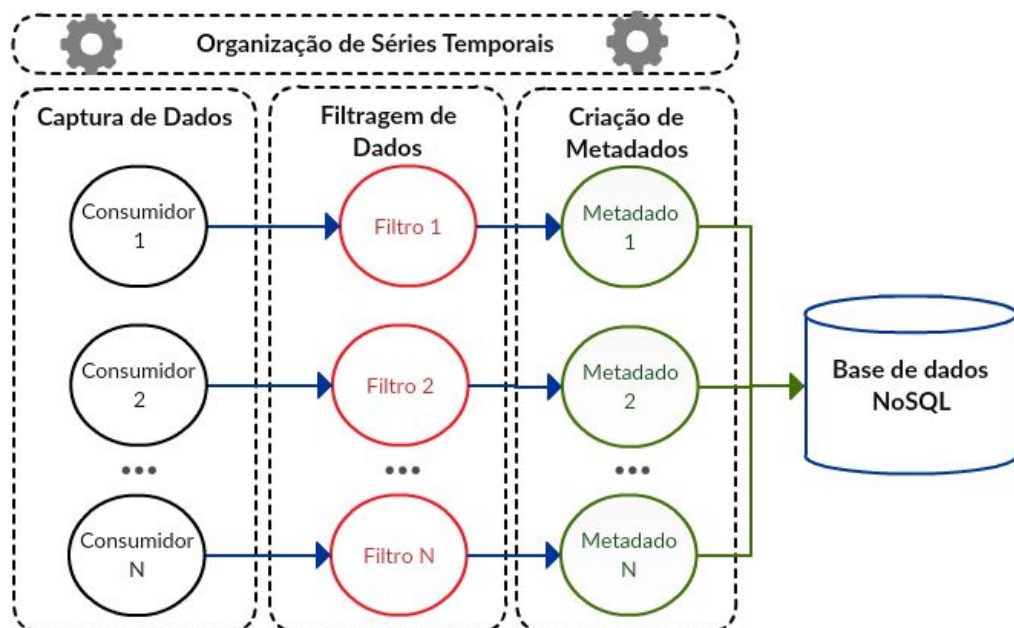 Organização de Séries Temporais
Captura de Dados
Filtragem de
Dados
Criação de
Metadados
Consumidor
1
Filtro 1
Metadado
1
Consumidor
2
Filtro 2
Metadado
2
Base de dados
NoSQL
•••
•••
•••
Consumidor
N
Filtro N
Metadado
N